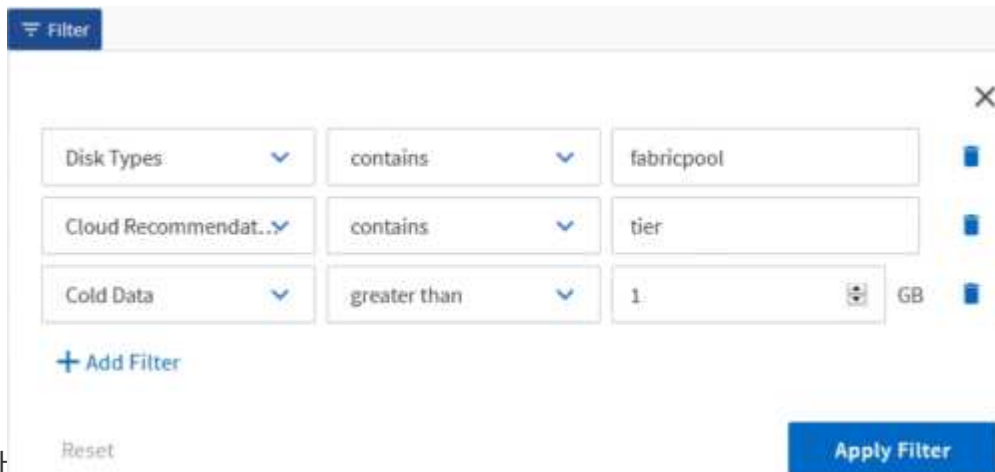 Filter
Disk Types contains fabricpool
Cloud Recommendat... contains tier
Cold Data greater than 1 GB
+ Add Filter
Reset Apply Filter